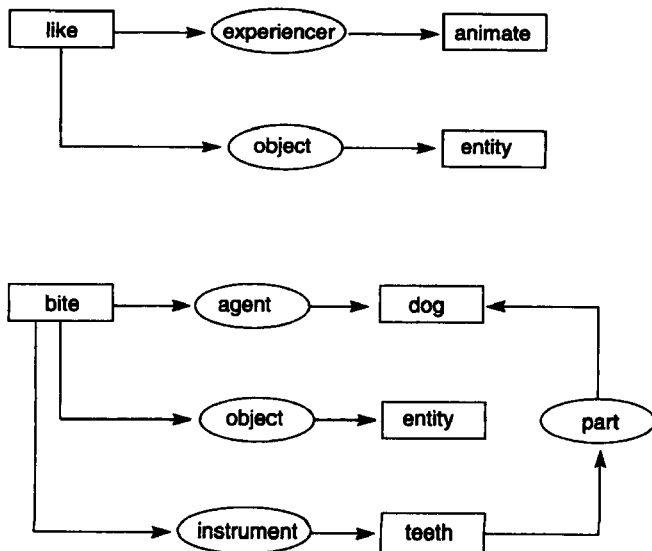 like experiencer animate
object entity
bite agent dog
object entity part
instrument teeth